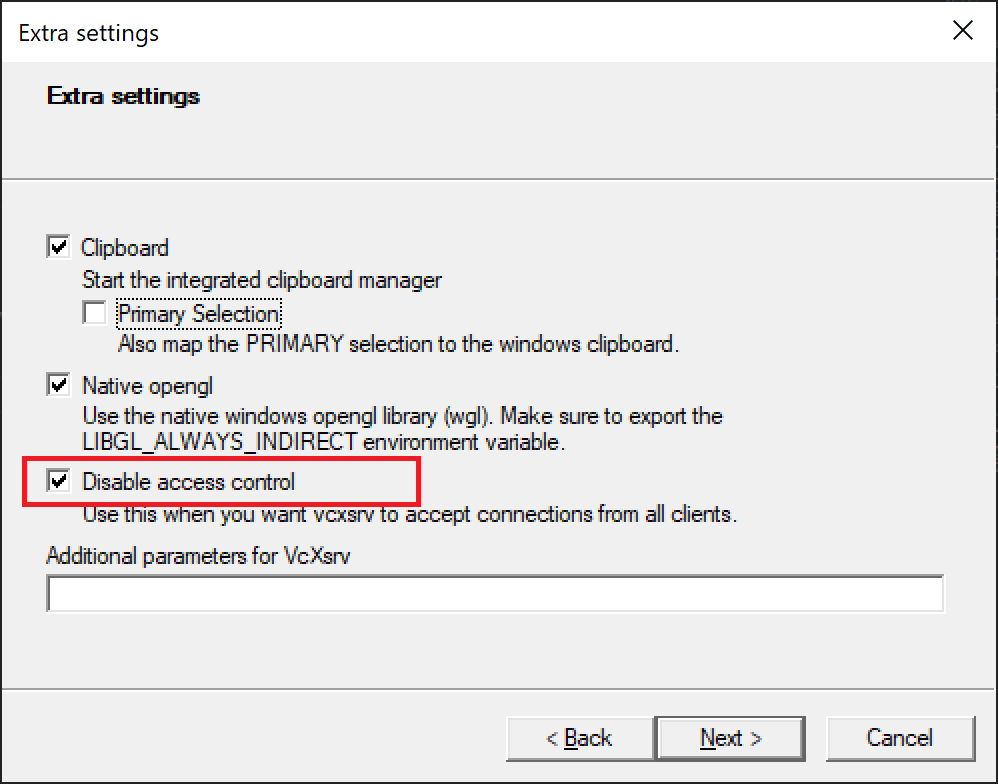 Extra settings
Extra settings
Clipboard
Start the integrated clipboard manager
Primary Selection
Also map the PRIMARY selection to the windows clipboard.
Native opengl
Use the native windows opengl library (wgl). Make sure to export the
LIBGL_ALWAYS_INDIRECT environment variable.
Disable access control
Use this when you want vcxsrv to accept connections from all clients.
Additional parameters for VcXsrv
< Back Next > Cancel